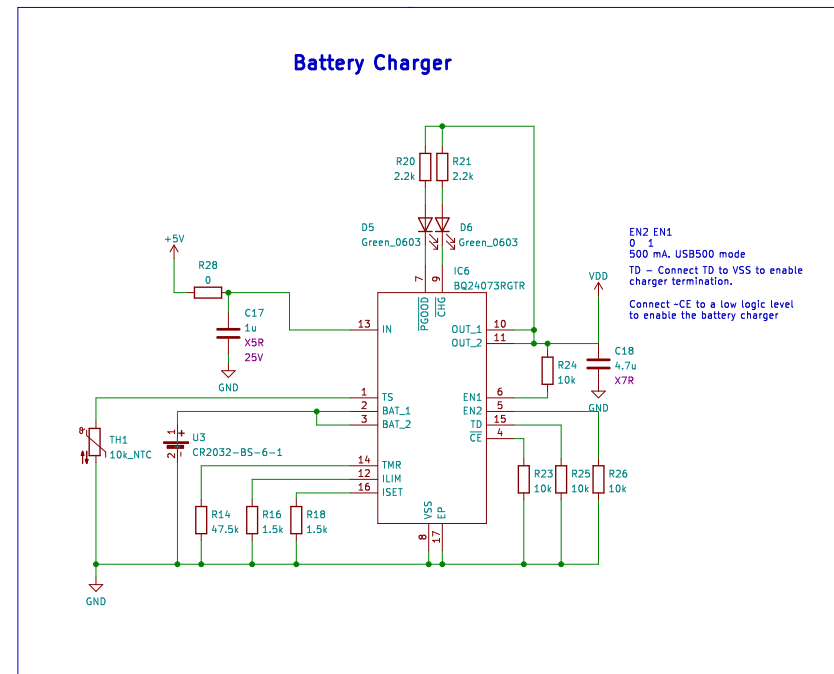 Battery Charger
R20
2.2k
R21
2.2k
D5
Green_0603
D6
Green_0603
EN2 EN1
0 1
500 mA. USB500 mode
TD - Connect TD to VSS to enable
charger termination.
Connect ~CE to a low logic level
to enable the battery charger
+5V
R28
0
C17
1u
X5R
25V
GND
IC6
BQ24073RGTR
7
9
PGOOD
CHG
VDD
13
IN
OUT_1
10
OUT_2
11
C18
4.7u
X7R
GND
R24
10k
1
TS
EN1
6
2
BAT_1
EN2
5
3
BAT_2
TD
15
CE
4
TH1
10k_NTC
1
+
2
-
U3
CR2032-BS-6-1
14
TMR
12
ILIM
16
ISET
R23
10k
R25
10k
R26
10k
R14
47.5k
R16
1.5k
R18
1.5k
VSS
EP
8
17
GND